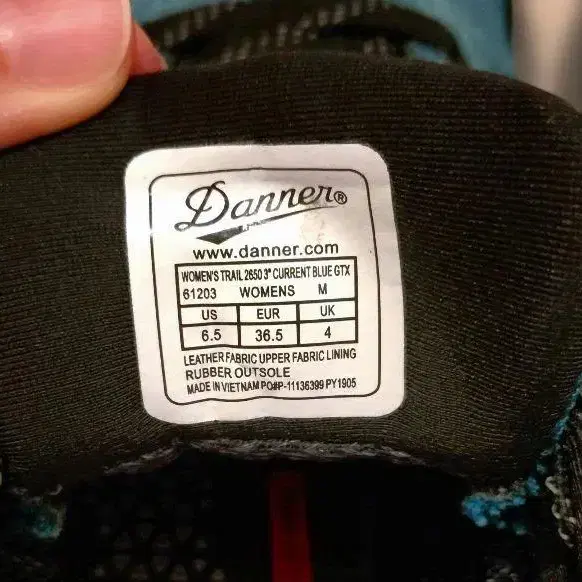 Danner®
www.danner.com
WOMEN'S TRAIL 2650 3" CURRENT BLUE GTX
61203 WOMENS M
US EUR UK
6.5 36.5 4
LEATHER FABRIC UPPER FABRIC LINING
RUBBER OUTSOLE
MADE IN VIETNAM PO#P-11136399 PY1905